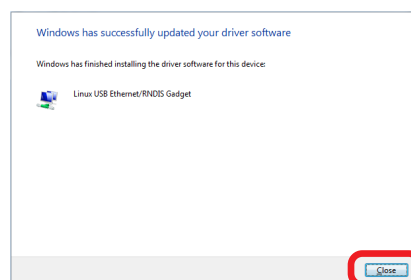 Windows has successfully updated your driver software
Windows has finished installing the driver software for this device:
Linux USB Ethernet/RNDIS Gadget
Close